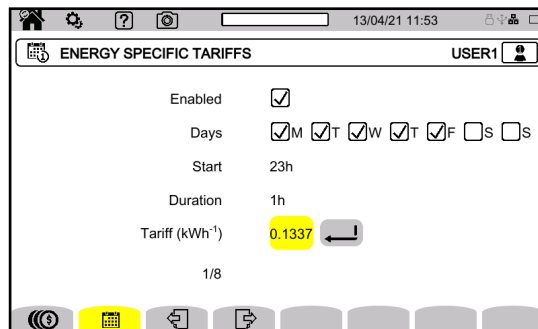 13/04/21 11:53
ENERGY SPECIFIC TARIFFS USER1
Enabled
Days M T W T F S S
Start 23h
Duration 1h
Tariff (kWh⁻¹) 0.1337
1/8